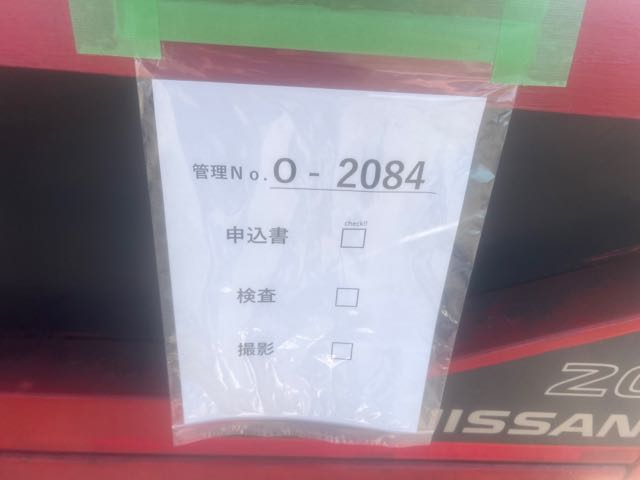 管理No. O - 2084
check!!
申込書 □
検査 □
撮影 □
20
NISSAN